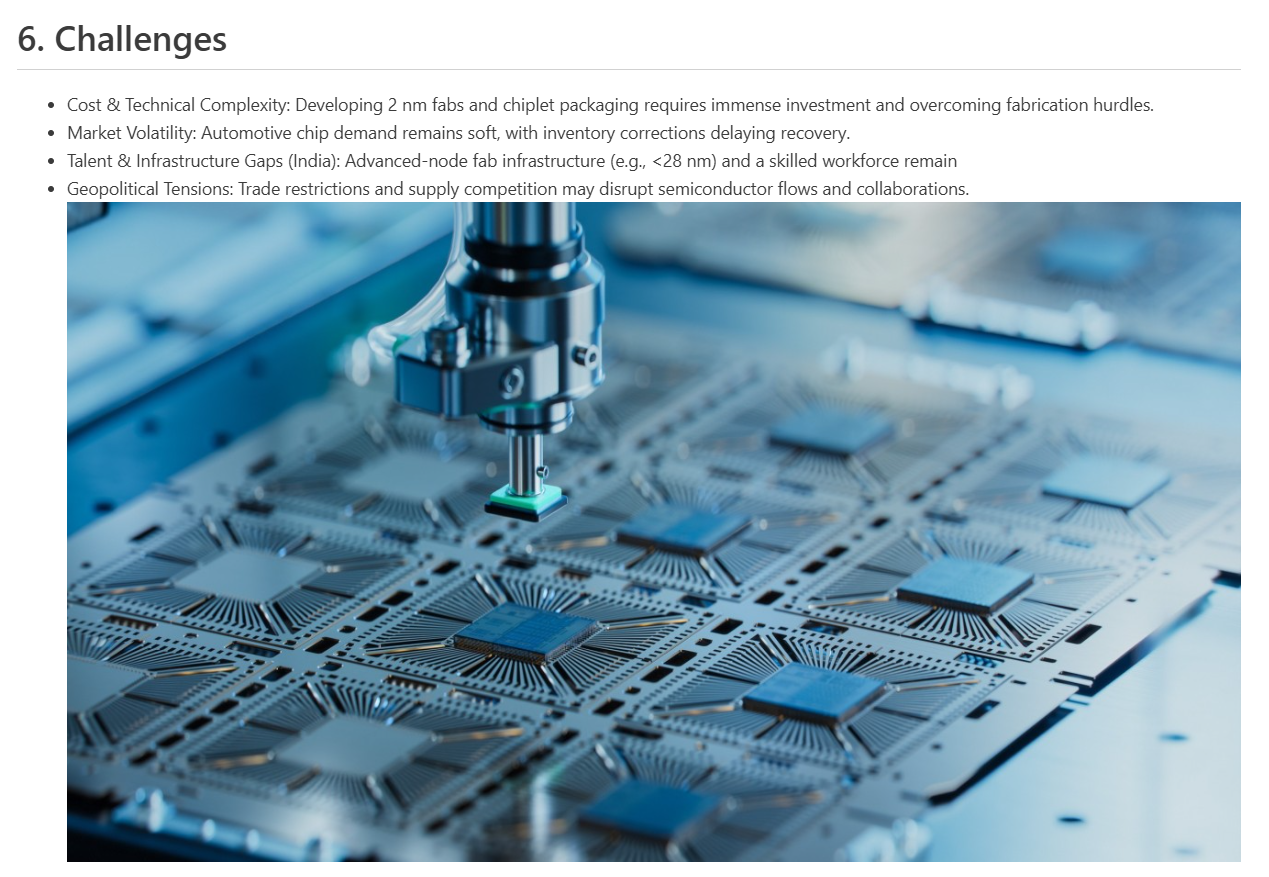 6. Challenges
Cost & Technical Complexity: Developing 2 nm fabs and chiplet packaging requires immense investment and overcoming fabrication hurdles.
Market Volatility: Automotive chip demand remains soft, with inventory corrections delaying recovery.
Talent & Infrastructure Gaps (India): Advanced-node fab infrastructure (e.g., <28 nm) and a skilled workforce remain
Geopolitical Tensions: Trade restrictions and supply competition may disrupt semiconductor flows and collaborations.